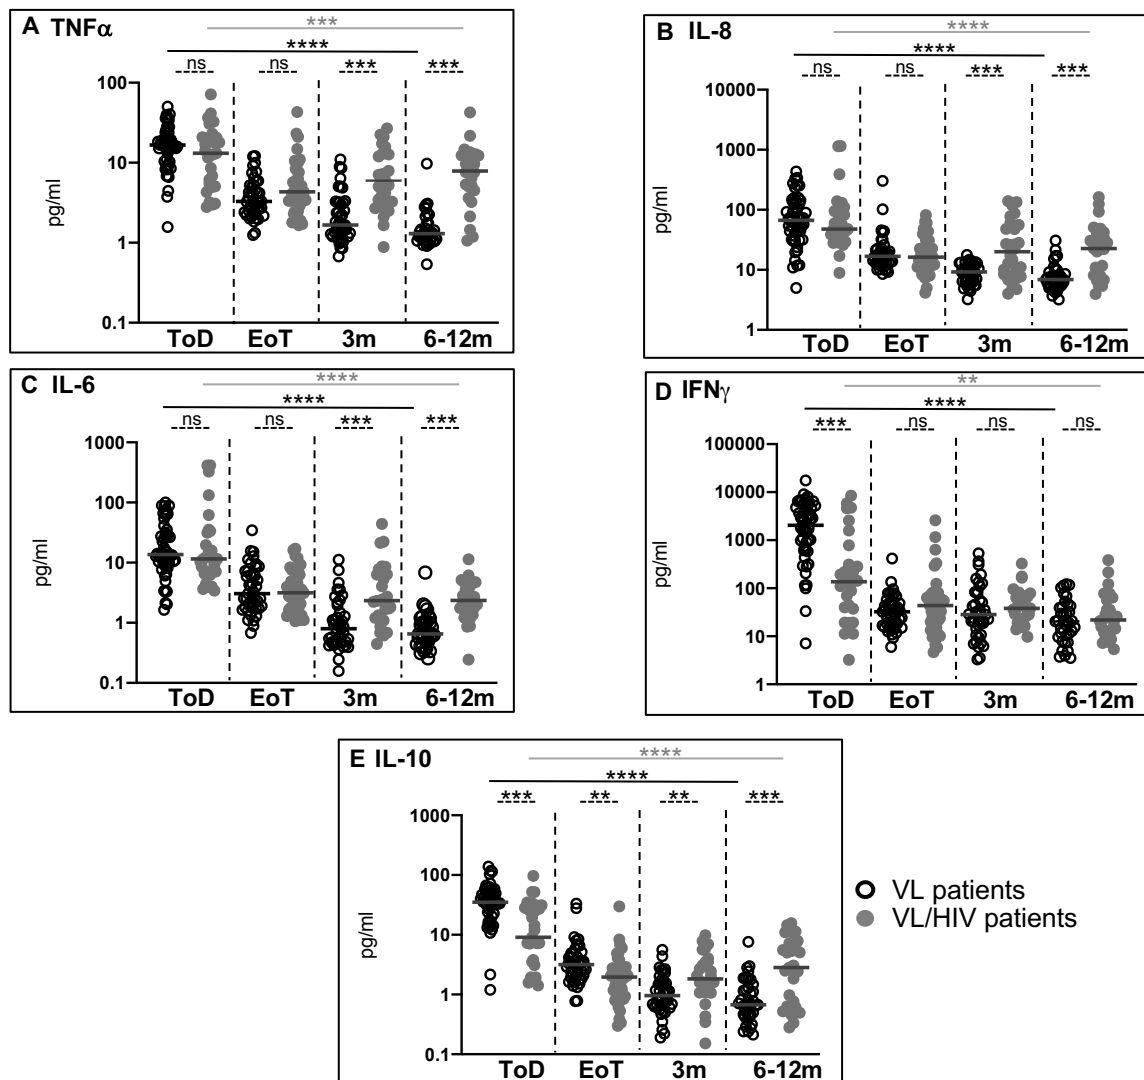 A TNFα
***
****
ns ns *** ***
100
10
1
0.1
pg/ml
ToD EoT 3m 6-12m
B IL-8
****
****
ns ns *** ***
10000
1000
100
10
1
pg/ml
ToD EoT 3m 6-12m
C IL-6
****
****
ns ns *** ***
1000
100
10
1
0.1
pg/ml
ToD EoT 3m 6-12m
D IFNγ
**
****
*** ns ns ns
100000
10000
1000
100
10
1
pg/ml
ToD EoT 3m 6-12m
E IL-10
****
****
*** ** ** ***
1000
100
10
1
0.1
pg/ml
ToD EoT 3m 6-12m
VL patients
VL/HIV patients